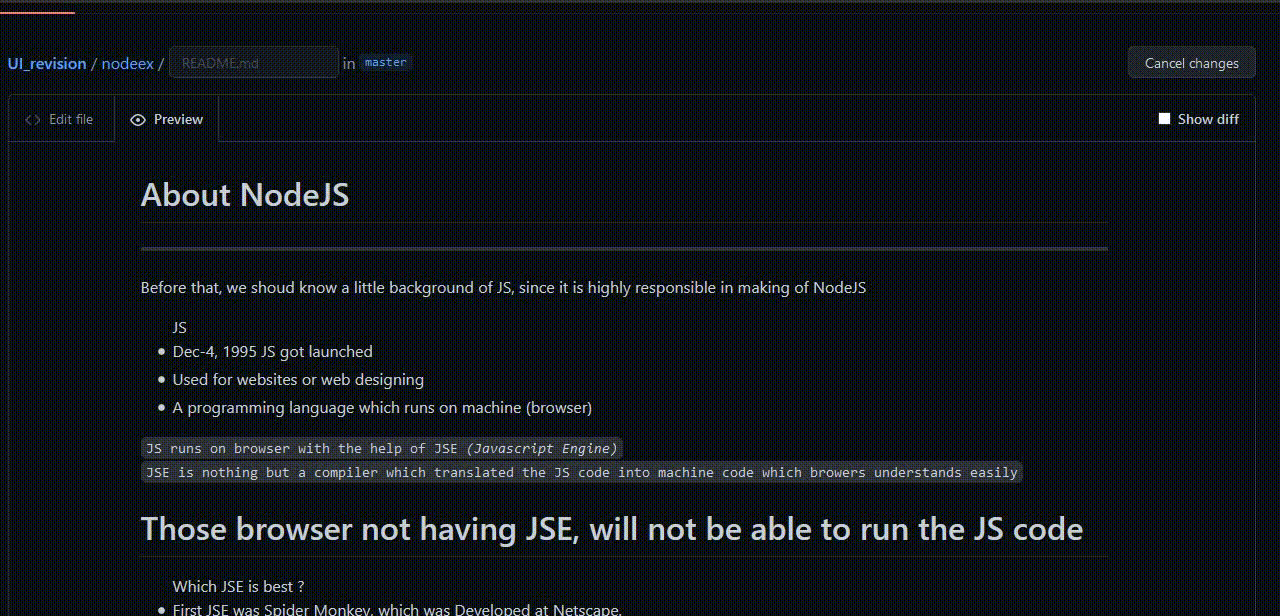 UI_revision / nodeex / README.md in master Cancel changes
Edit file Preview Show diff
About NodeJS
Before that, we shoud know a little background of JS, since it is highly responsible in making of NodeJS
JS
• Dec-4, 1995 JS got launched
• Used for websites or web designing
• A programming language which runs on machine (browser)
JS runs on browser with the help of JSE (Javascript Engine)
JSE is nothing but a compiler which translated the JS code into machine code which browers understands easily
Those browser not having JSE, will not be able to run the JS code
Which JSE is best ?
• First JSE was Spider Monkey, which was Developed at Netscape.